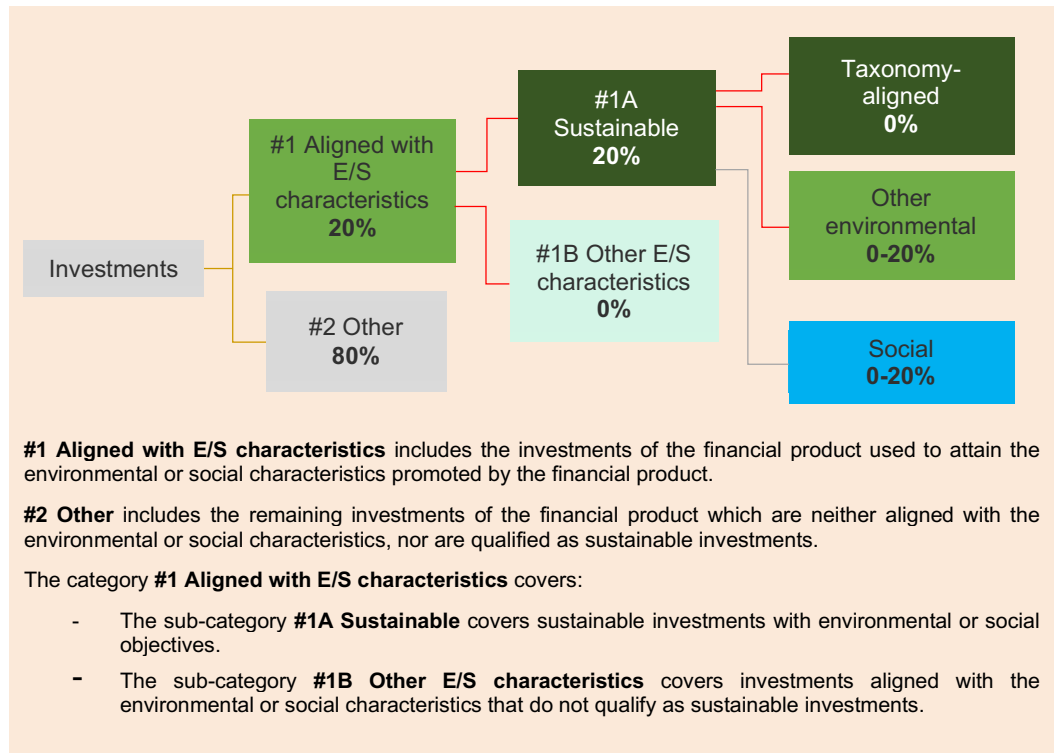 Investments
#1 Aligned with
E/S
characteristics
20%
#2 Other
80%
#1A
Sustainable
20%
#1B Other E/S
characteristics
0%
Taxonomy-
aligned
0%
Other
environmental
0-20%
Social
0-20%
#1 Aligned with E/S characteristics includes the investments of the financial product used to attain the
environmental or social characteristics promoted by the financial product.
#2 Other includes the remaining investments of the financial product which are neither aligned with the
environmental or social characteristics, nor are qualified as sustainable investments.
The category #1 Aligned with E/S characteristics covers:
- The sub-category #1A Sustainable covers sustainable investments with environmental or social
objectives.
- The sub-category #1B Other E/S characteristics covers investments aligned with the
environmental or social characteristics that do not qualify as sustainable investments.